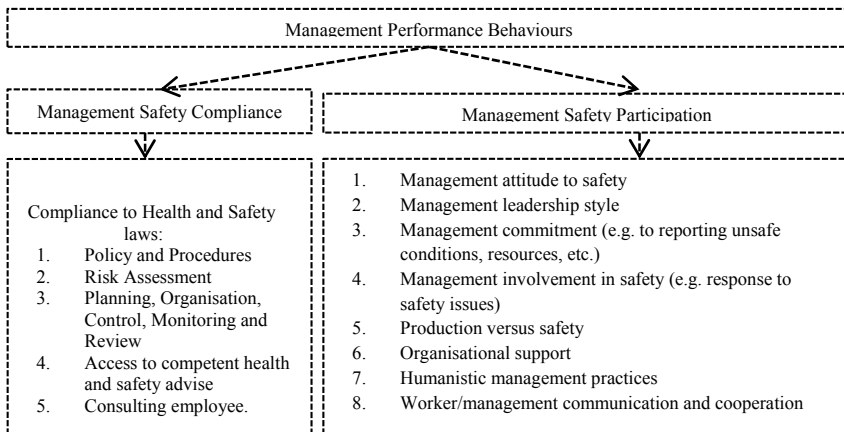 Management Performance Behaviours
Management Safety Compliance
Management Safety Participation
Compliance to Health and Safety
laws:
1. Policy and Procedures
2. Risk Assessment
3. Planning, Organisation,
Control, Monitoring and
Review
4. Access to competent health
and safety advise
5. Consulting employee.
1. Management attitude to safety
2. Management leadership style
3. Management commitment (e.g. to reporting unsafe
conditions, resources, etc.)
4. Management involvement in safety (e.g. response to
safety issues)
5. Production versus safety
6. Organisational support
7. Humanistic management practices
8. Worker/management communication and cooperation